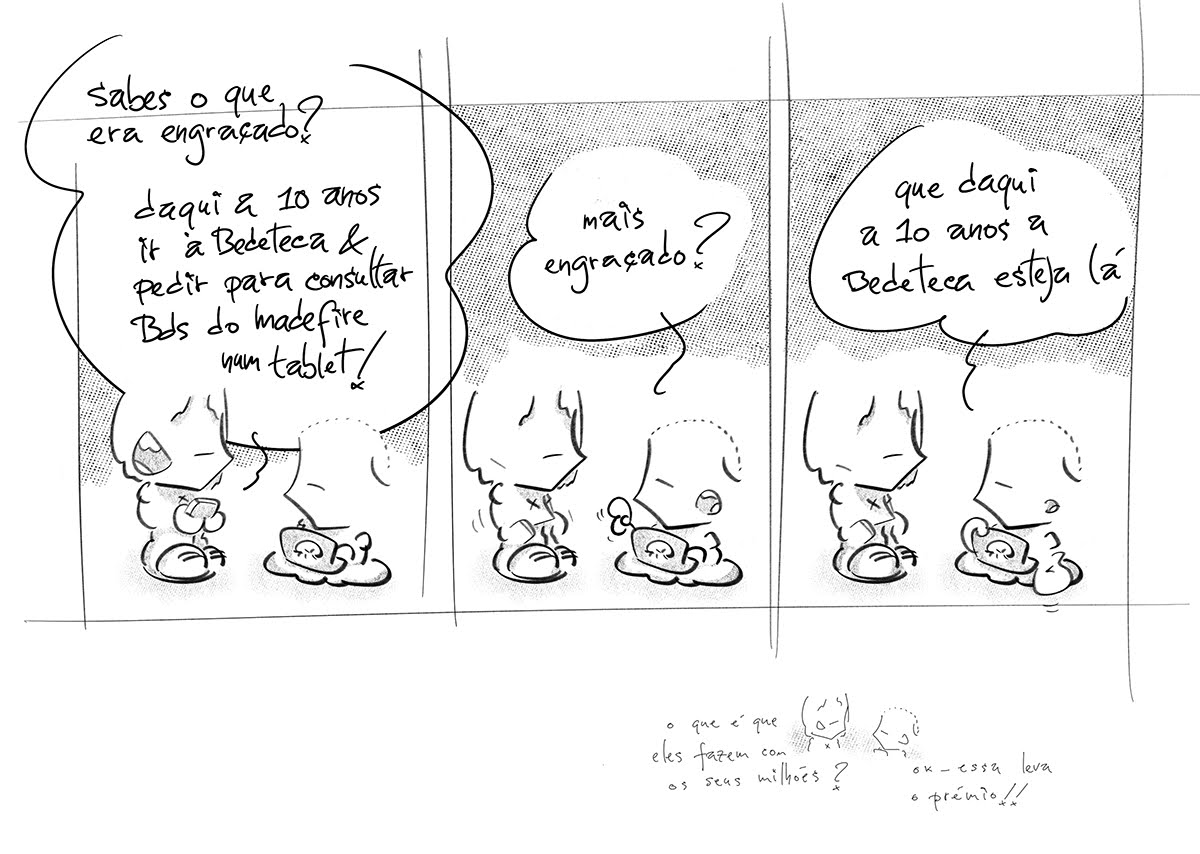 sabes o que
era engraçado?
daqui a 10 anos
ir à Bedeteca &
pedir para consultar
Bds do madefire
num tablet!
mais
engraçado?
que daqui
a 10 anos a
Bedeteca esteja lá
o que é que
eles fazem com
os seus milhões?
ok – essa leva
o prémio!!